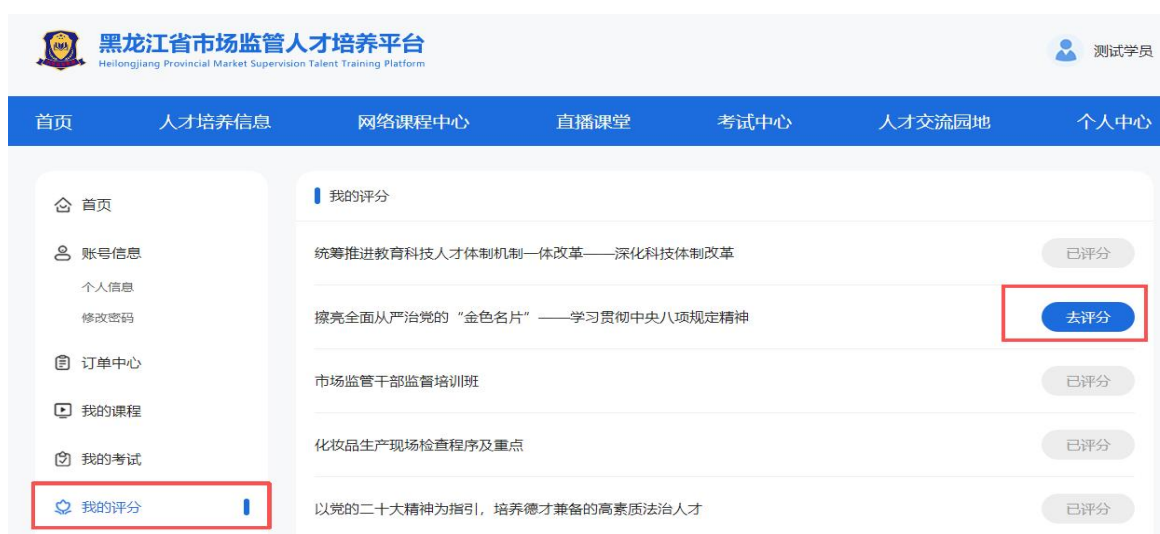 黑龙江省市场监管人才培养平台
Heilongjiang Provincial Market Supervision Talent Training Platform
测试学员
首页 人才培养信息 网络课程中心 直播课堂 考试中心 人才交流园地 个人中心
首页
账号信息
个人信息
修改密码
订单中心
我的课程
我的考试
我的评分
我的评分
统筹推进教育科技人才体制机制一体改革——深化科技体制改革 已评分
擦亮全面从严治党的“金色名片”——学习贯彻中央八项规定精神 去评分
市场监管干部监督培训班 已评分
化妆品生产现场检查程序及重点 已评分
以党的二十大精神为指引，培养德才兼备的高素质法治人才 已评分